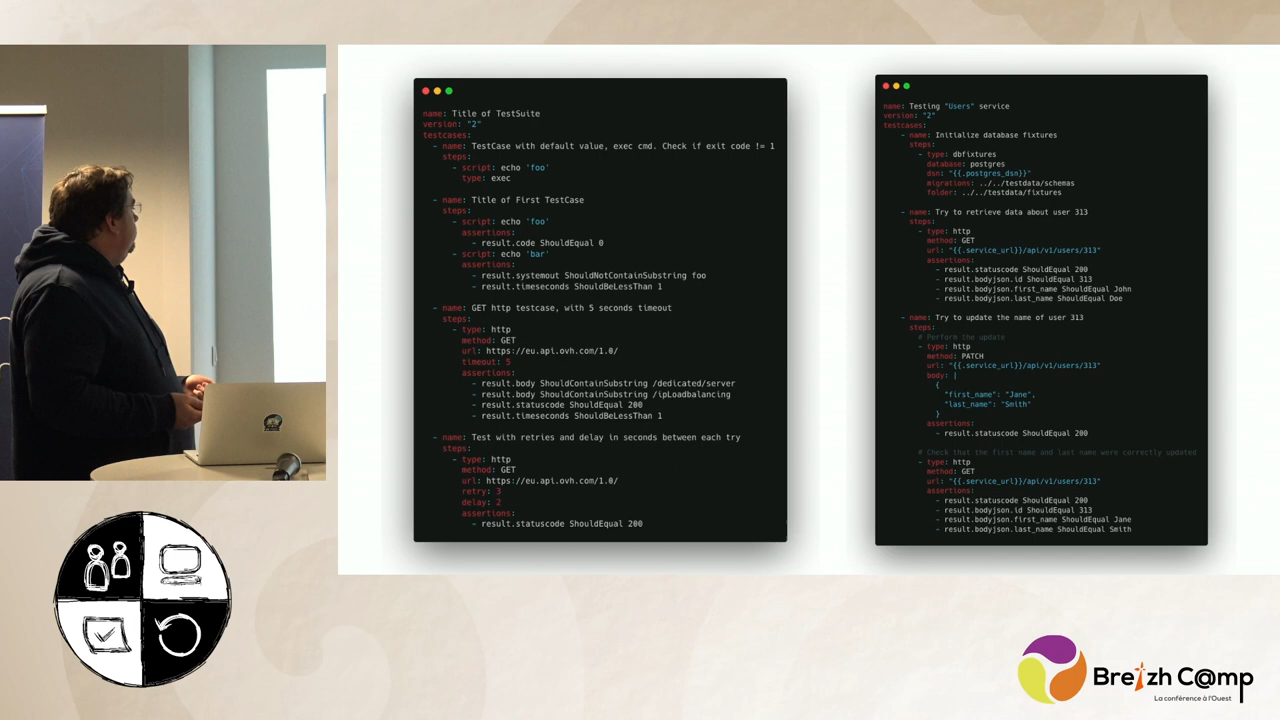 name: Title of TestSuite
version: "2"
testcases:
- name: TestCase with default value, exec cmd. Check if exit code != 1
steps:
- script: echo 'foo'
type: exec
- name: Title of First TestCase
steps:
- script: echo 'foo'
assertions:
- result.code ShouldEqual 0
- script: echo 'bar'
assertions:
- result.systemout ShouldNotContainSubstring foo
- result.timeseconds ShouldBeLessThan 1
- name: GET http testcase, with 5 seconds timeout
steps:
- type: http
method: GET
url: https://eu.api.ovh.com/1.0/
timeout: 5
assertions:
- result.body ShouldContainSubstring /dedicated/server
- result.body ShouldContainSubstring /ipLoadbalancing
- result.statuscode ShouldEqual 200
- result.timeseconds ShouldBeLessThan 1
- name: Test with retries and delay in seconds between each try
steps:
- type: http
method: GET
url: https://eu.api.ovh.com/1.0/
retry: 3
delay: 2
assertions:
- result.statuscode ShouldEqual 200
name: Testing "Users" service
version: "2"
testcases:
- name: Initialize database fixtures
steps:
- type: dbfixtures
database: postgres
dsn: "{{.postgres_dsn}}"
migrations: ../../testdata/schemas
folder: ../../testdata/fixtures
- name: Try to retrieve data about user 313
steps:
- type: http
method: GET
url: "{{.service_url}}/api/v1/users/313"
assertions:
- result.statuscode ShouldEqual 200
- result.bodyjson.id ShouldEqual 313
- result.bodyjson.first_name ShouldEqual John
- result.bodyjson.last_name ShouldEqual Doe
- name: Try to update the name of user 313
steps:
# Perform the update
- type: http
method: PATCH
url: "{{.service_url}}/api/v1/users/313"
body: |
{
"first_name": "Jane",
"last_name": "Smith"
}
assertions:
- result.statuscode ShouldEqual 200
# Check that the first name and last name were correctly updated
- type: http
method: GET
url: "{{.service_url}}/api/v1/users/313"
assertions:
- result.statuscode ShouldEqual 200
- result.bodyjson.id ShouldEqual 313
- result.bodyjson.first_name ShouldEqual Jane
- result.bodyjson.last_name ShouldEqual Smith
Breizh C@mp
La conférence à l'Ouest